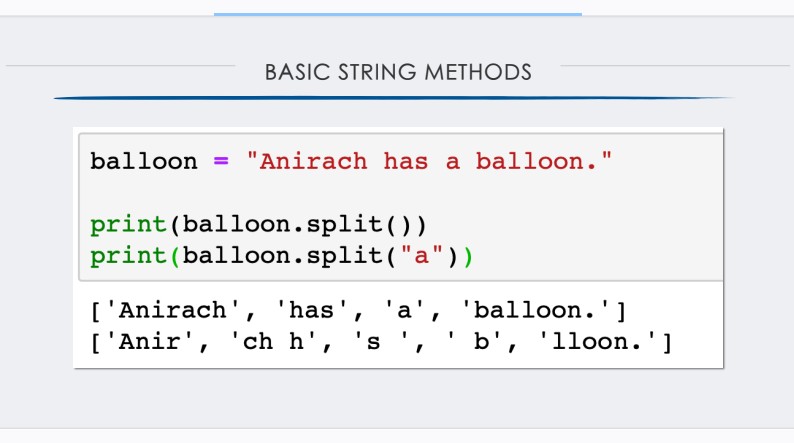 BASIC STRING METHODS
balloon = "Anirach has a balloon."
print(balloon.split())
print(balloon.split("a"))
['Anirach', 'has', 'a', 'balloon.']
['Anir', 'ch h', 's ', ' b', 'lloon.']